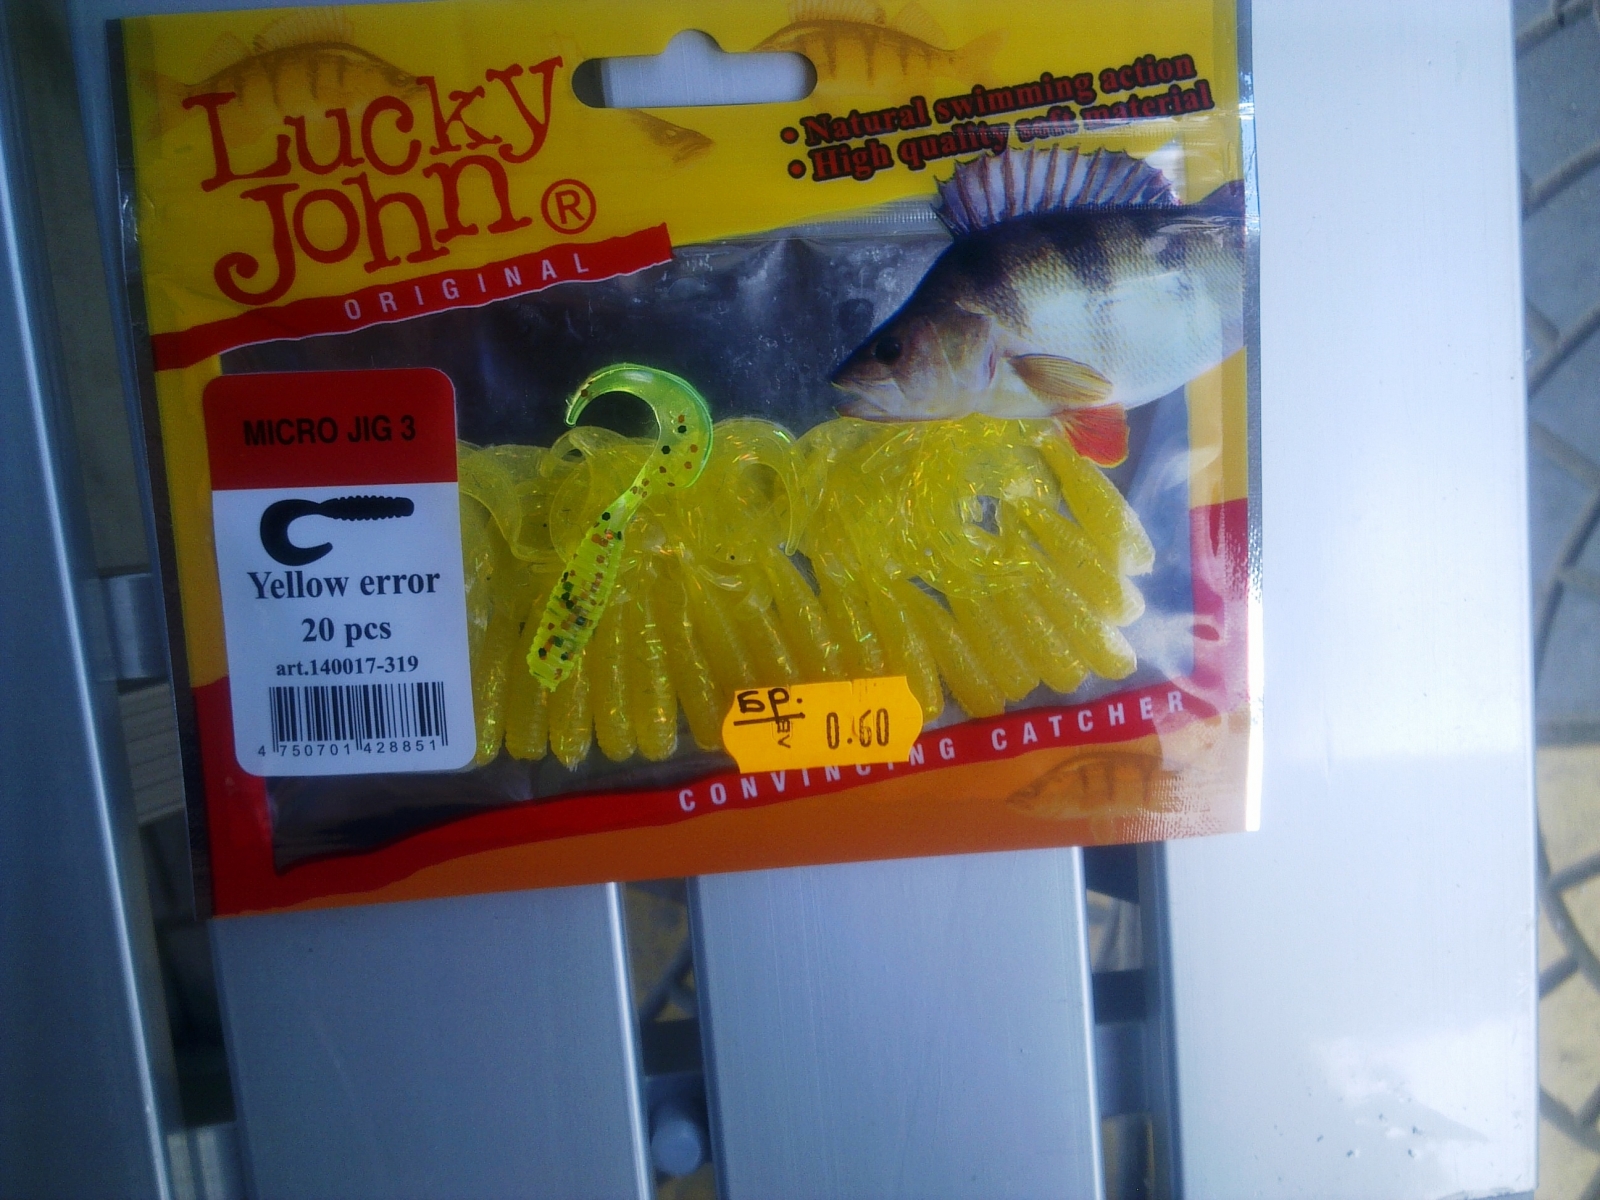 Lucky
John®
ORIGINAL
• Natural swimming action
• High quality soft material
MICRO JIG 3
Yellow error
20 pcs
art.140017-319
4 750701 428851
БР.
ЛВ 0.60
CONVINCING CATCHER